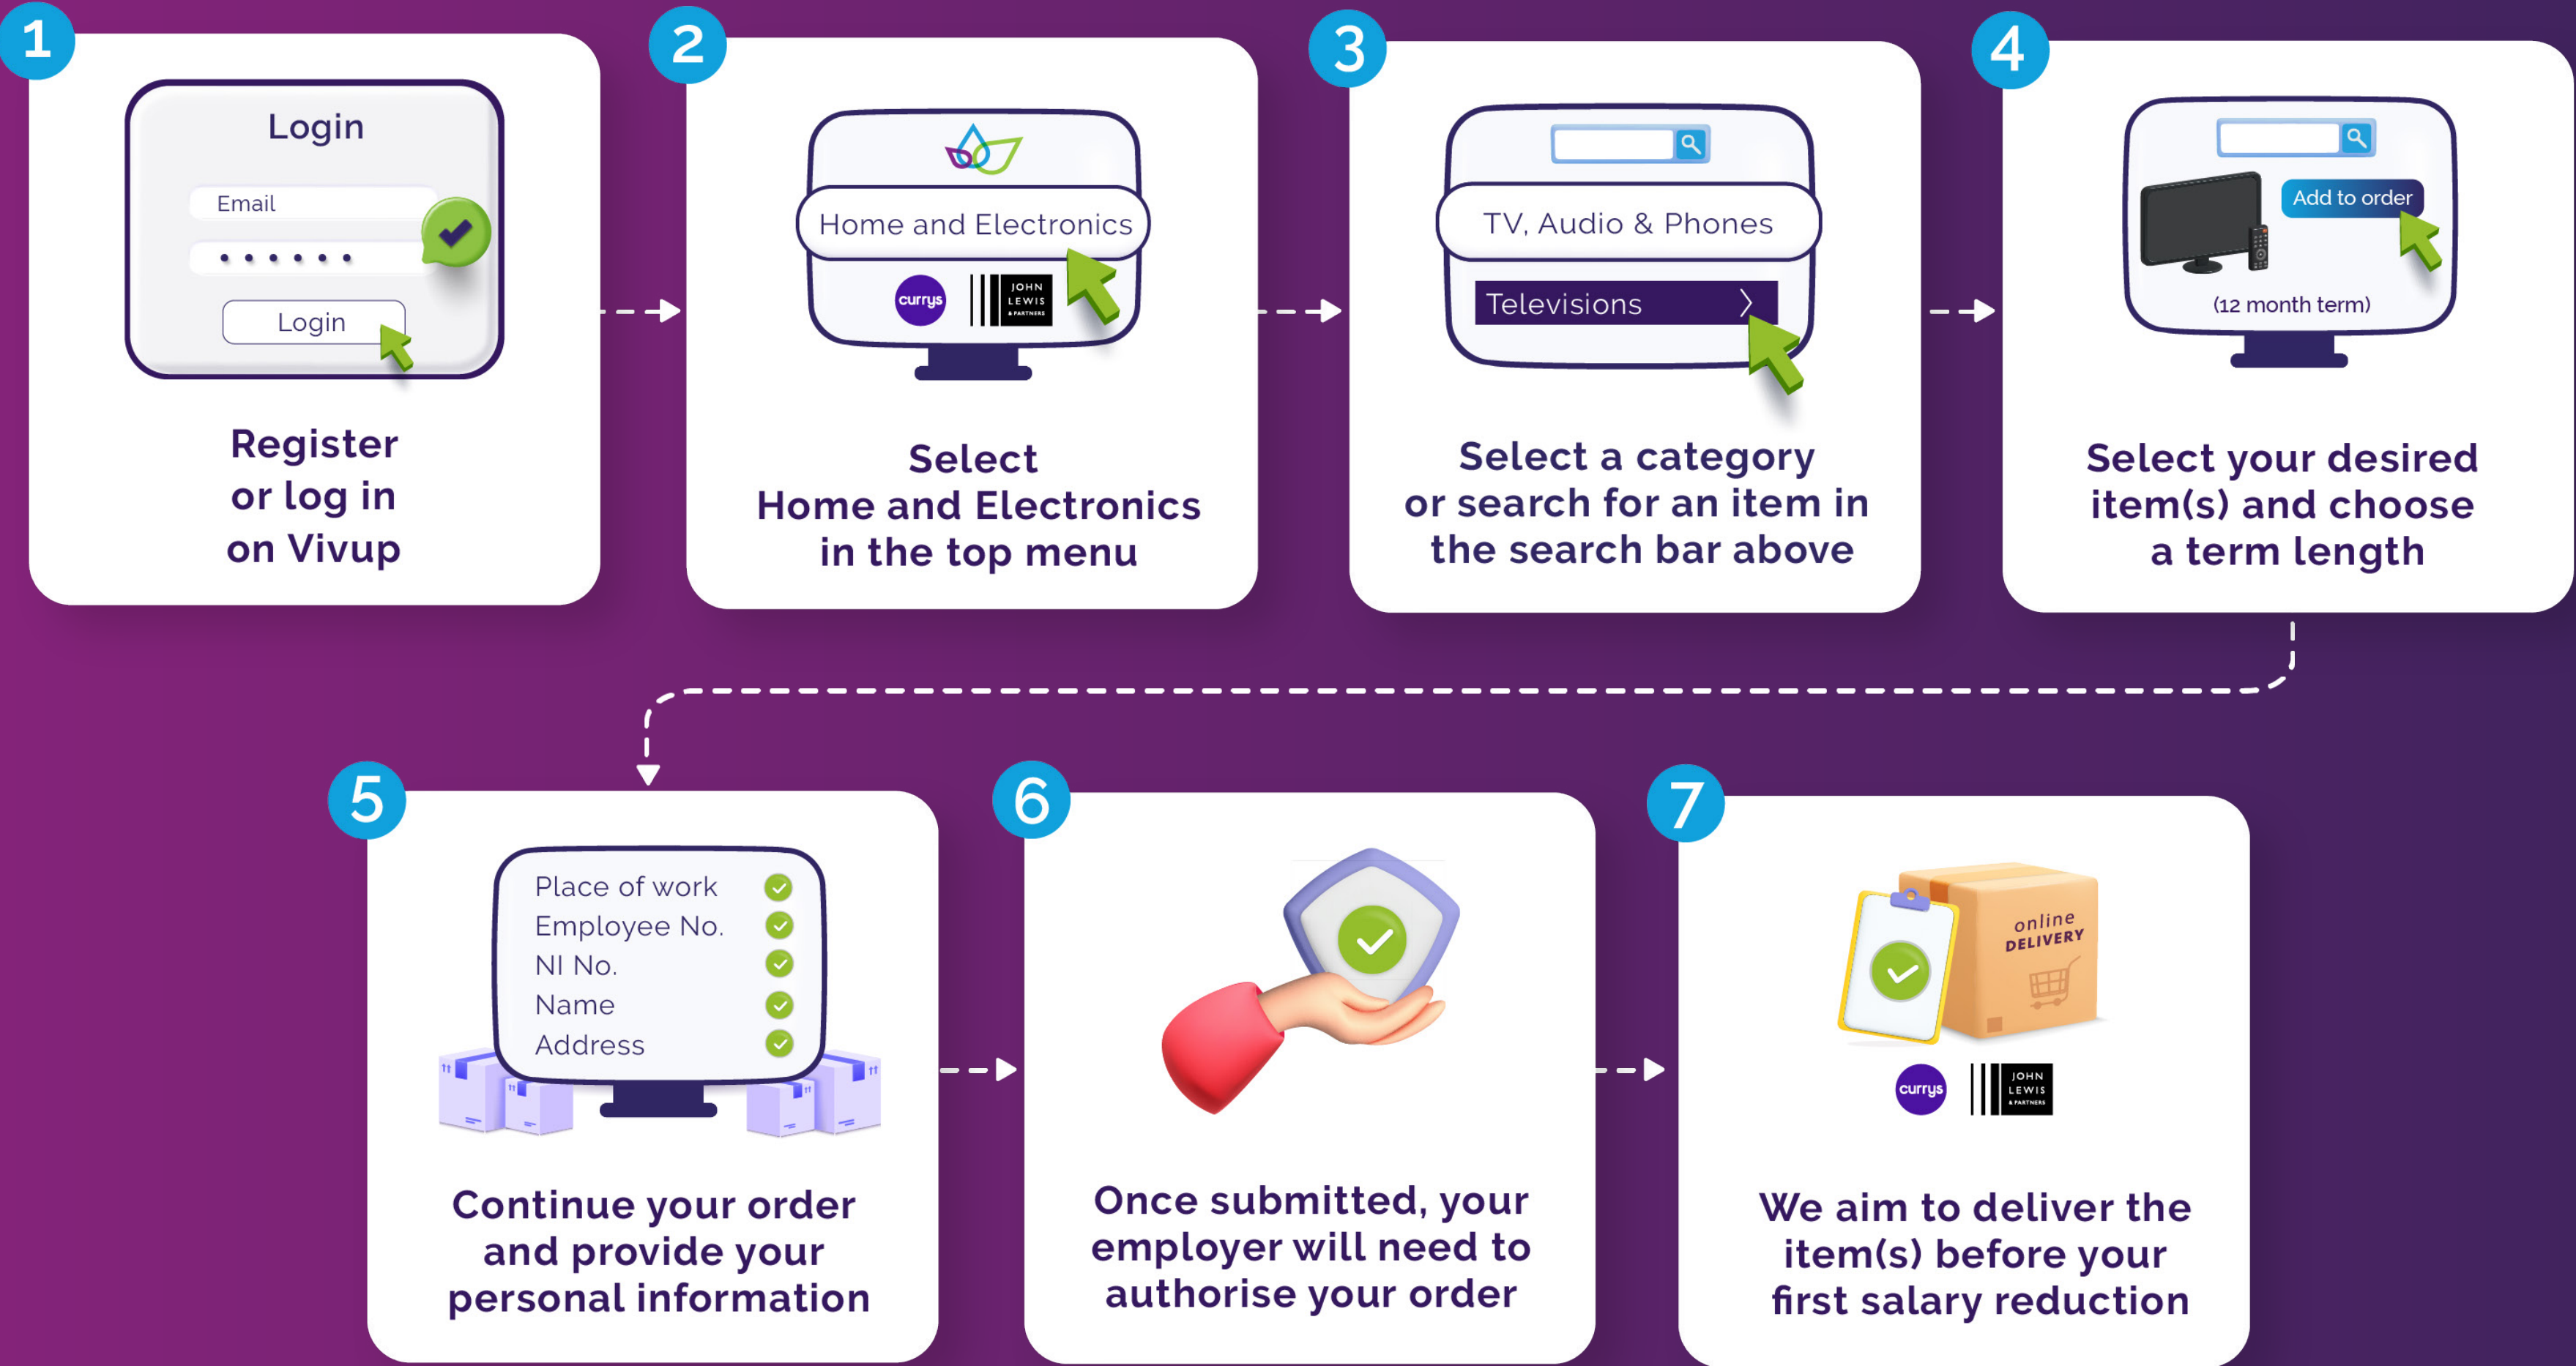 1
Login
Email
Login
Register
or log in
on Vivup
2
Home and Electronics
currys
JOHN
LEWIS
& PARTNERS
Select
Home and Electronics
in the top menu
3
TV, Audio & Phones
Televisions
Select a category
or search for an item in
the search bar above
4
Add to order
(12 month term)
Select your desired
item(s) and choose
a term length
5
Place of work
Employee No.
NI No.
Name
Address
Continue your order
and provide your
personal information
6
Once submitted, your
employer will need to
authorise your order
7
online
DELIVERY
currys
JOHN
LEWIS
& PARTNERS
We aim to deliver the
item(s) before your
first salary reduction